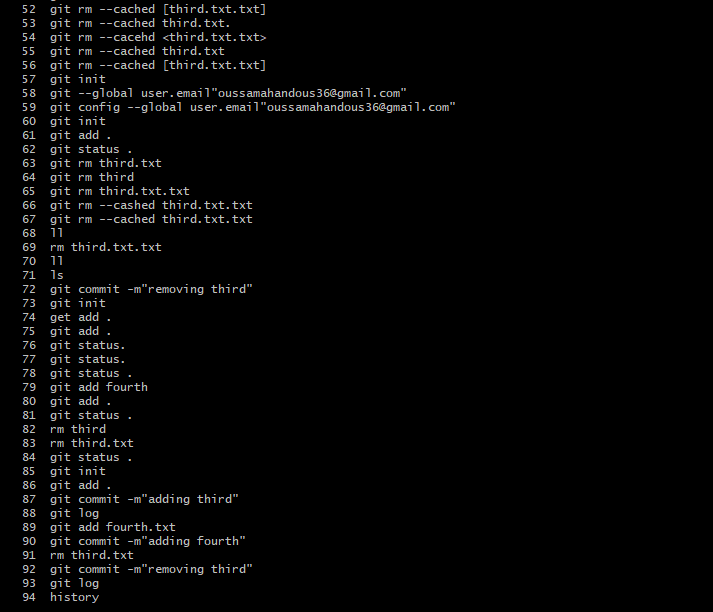 52 git rm --cached [third.txt.txt]
53 git rm --cached third.txt.
54 git rm --cacehd <third.txt.txt>
55 git rm --cached third.txt
56 git rm --cached [third.txt.txt]
57 git init
58 git --global user.email"oussamahandous36@gmail.com"
59 git config --global user.email"oussamahandous36@gmail.com"
60 git init
61 git add .
62 git status .
63 git rm third.txt
64 git rm third
65 git rm third.txt.txt
66 git rm --cashed third.txt.txt
67 git rm --cached third.txt.txt
68 ll
69 rm third.txt.txt
70 ll
71 ls
72 git commit -m"removing third"
73 git init
74 get add .
75 git add .
76 git status.
77 git status.
78 git status .
79 git add fourth
80 git add .
81 git status .
82 rm third
83 rm third.txt
84 git status .
85 git init
86 git add .
87 git commit -m"adding third"
88 git log
89 git add fourth.txt
90 git commit -m"adding fourth"
91 rm third.txt
92 git commit -m"removing third"
93 git log
94 history